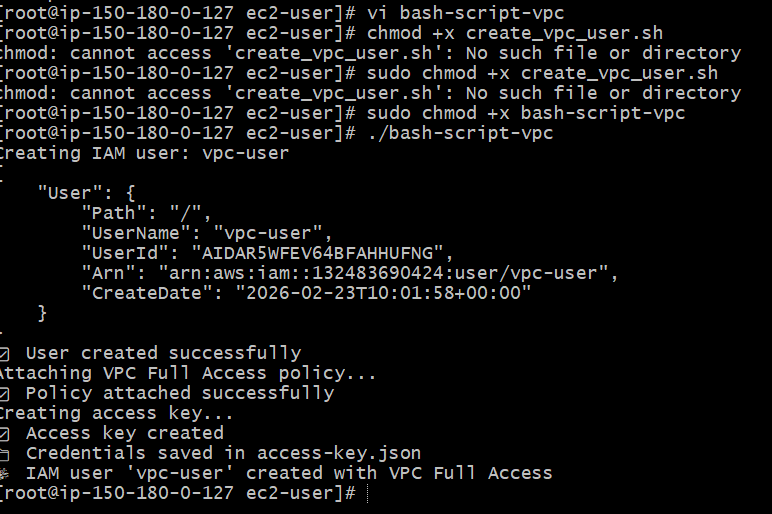 [root@ip-150-180-0-127 ec2-user]# vi bash-script-vpc
[root@ip-150-180-0-127 ec2-user]# chmod +x create_vpc_user.sh
chmod: cannot access 'create_vpc_user.sh': No such file or directory
[root@ip-150-180-0-127 ec2-user]# sudo chmod +x create_vpc_user.sh
chmod: cannot access 'create_vpc_user.sh': No such file or directory
[root@ip-150-180-0-127 ec2-user]# sudo chmod +x bash-script-vpc
[root@ip-150-180-0-127 ec2-user]# ./bash-script-vpc
Creating IAM user: vpc-user
{
    "User": {
        "Path": "/",
        "UserName": "vpc-user",
        "UserId": "AIDAR5WFEV64BFAHHUFNG",
        "Arn": "arn:aws:iam::132483690424:user/vpc-user",
        "CreateDate": "2026-02-23T10:01:58+00:00"
    }
}
☑ User created successfully
Attaching VPC Full Access policy...
☑ Policy attached successfully
Creating access key...
☑ Access key created
Credentials saved in access-key.json
IAM user 'vpc-user' created with VPC Full Access
[root@ip-150-180-0-127 ec2-user]#